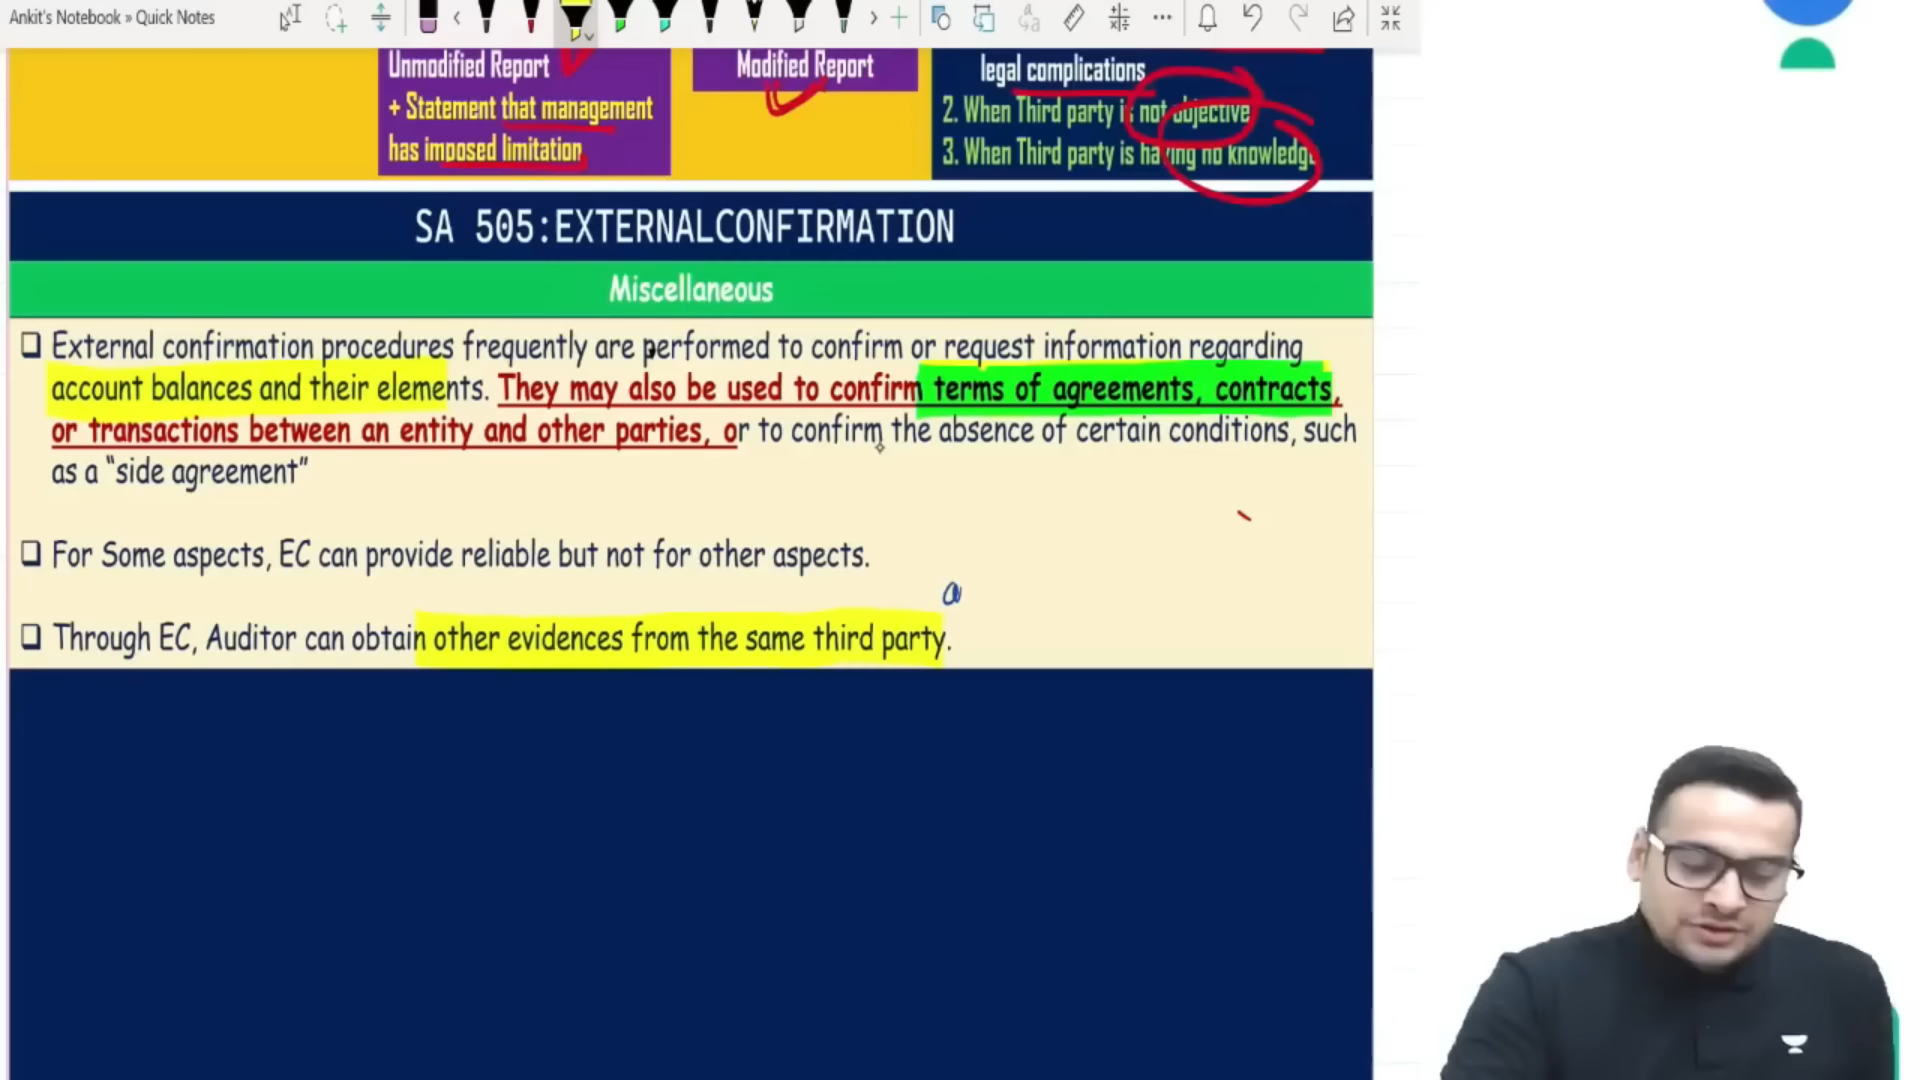 Ankit's Notebook » Quick Notes
Unmodified Report
+ Statement that management
has imposed limitation
Modified Report
legal complications
2. When Third party is not objective
3. When Third party is having no knowledge
SA 505:EXTERNALCONFIRMATION
Miscellaneous
❑ External confirmation procedures frequently are performed to confirm or request information regarding
account balances and their elements. They may also be used to confirm terms of agreements, contracts,
or transactions between an entity and other parties, or to confirm the absence of certain conditions, such
as a “side agreement”
❑ For Some aspects, EC can provide reliable but not for other aspects.
❑ Through EC, Auditor can obtain other evidences from the same third party.